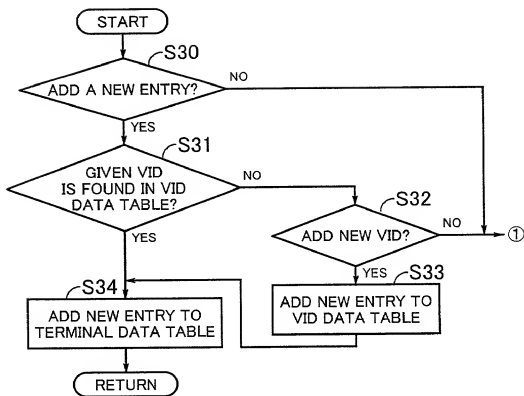 START
S30
ADD A NEW ENTRY?
NO
YES
S31
GIVEN VID
IS FOUND IN VID
DATA TABLE?
NO
YES
S32
ADD NEW VID?
NO
①
YES
S33
ADD NEW ENTRY TO
VID DATA TABLE
S34
ADD NEW ENTRY TO
TERMINAL DATA TABLE
RETURN